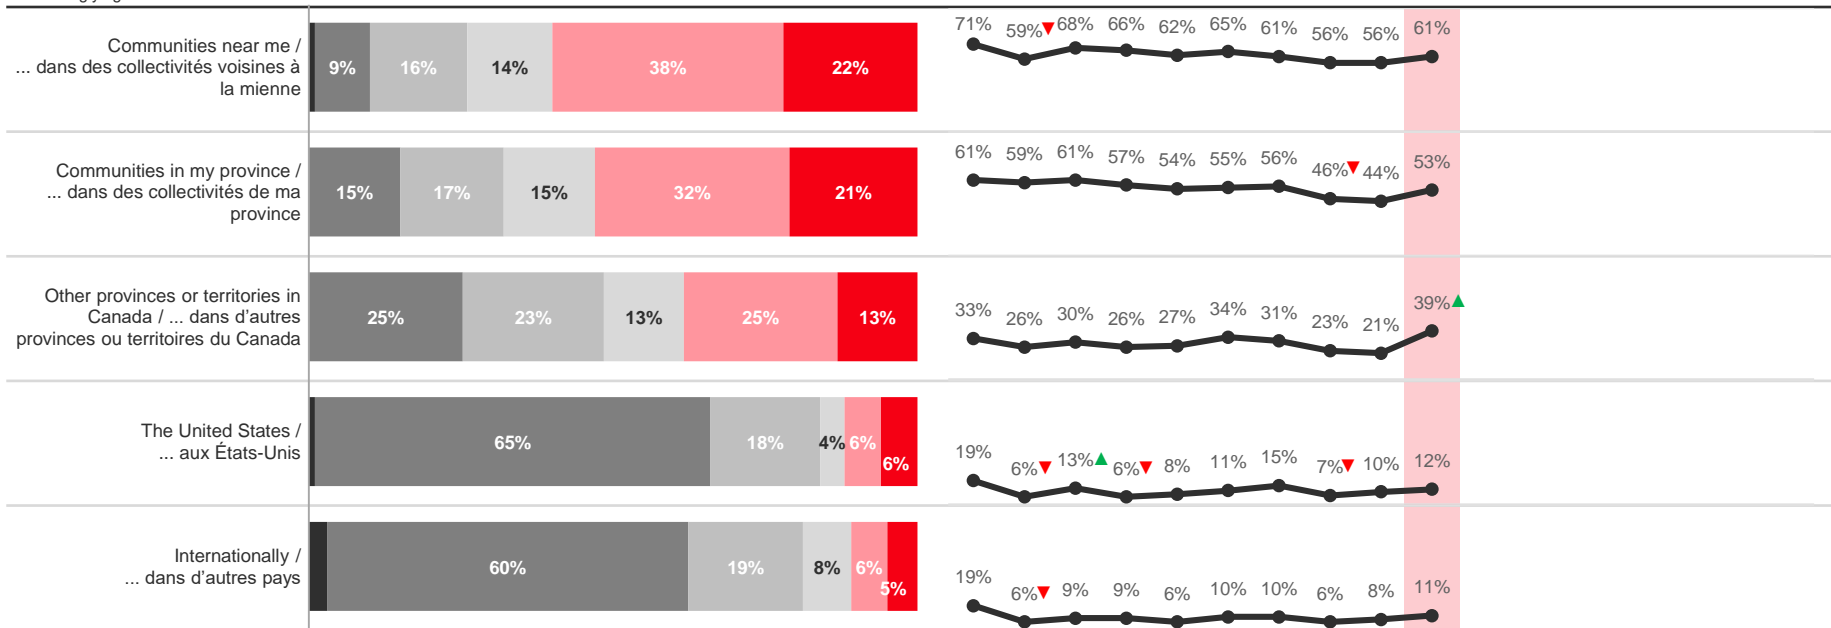 Communities near me /
... dans des collectivités voisines à
la mienne
9% 16% 14% 38% 22%
71% 59%▼ 68% 66% 62% 65% 61% 56% 56% 61%
Communities in my province /
... dans des collectivités de ma
province
15% 17% 15% 32% 21%
61% 59% 61% 57% 54% 55% 56% 46%▼ 44% 53%
Other provinces or territories in
Canada / ... dans d'autres
provinces ou territoires du Canada
25% 23% 13% 25% 13%
33% 26% 30% 26% 27% 34% 31% 23% 21% 39%▲
The United States /
... aux États-Unis
65% 18% 4% 6% 6%
19% 6%▼ 13%▲ 6%▼ 8% 11% 15% 7%▼ 10% 12%
Internationally /
... dans d'autres pays
60% 19% 8% 6% 5%
19% 6%▼ 9% 9% 6% 10% 10% 6% 8% 11%